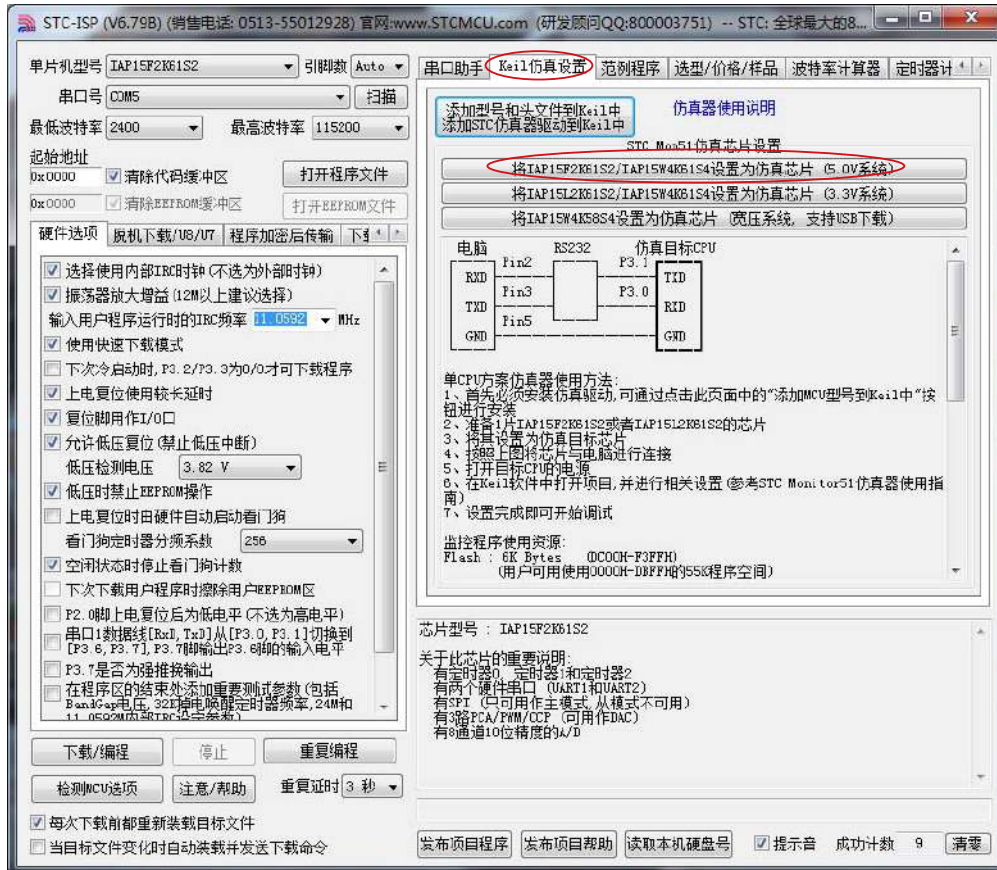 STC-ISP (V6.79B) (销售电话: 0513-55012928) 官网:www.STCMCU.com (研发顾问QQ:800003751) -- STC: 全球最大的8...
单片机型号 IAP15F2K61S2 引脚数 Auto
串口号 COM5 扫描
最低波特率 2400 最高波特率 115200
起始地址
0x0000 清除代码缓冲区 打开程序文件
0x0000 清除EEPROM缓冲区 打开EEPROM文件
硬件选项 脱机下载/U8/U7 程序加密后传输
选择使用内部IRC时钟(不选为外部时钟)
振荡器放大增益(12M以上建议选择)
输入用户程序运行时的IRC频率 11.0592 MHz
使用快速下载模式
下次冷启动时,P3.2/P3.3为0/0才可下载程序
上电复位使用较长延时
复位脚用作I/O口
允许低压复位(禁止低压中断)
低压检测电压 3.82 V
低压时禁止EEPROM操作
上电复位时由硬件自动启动看门狗
看门狗定时器分频系数 256
空闲状态时停止看门狗计数
下次下载用户程序时擦除用户EEPROM区
P2.0脚上电复位后为低电平(不选为高电平)
串口1数据线[RxD,TxD]从[P3.0,P3.1]切换到
[P3.6,P3.7],P3.7脚输出P3.6脚的输入电平
P3.7是否为强推挽输出
在程序区的结束处添加重要测试参数(包括
BandGap电压,32K掉电唤醒定时器频率,24M和
11.0592M内部IRC设定参数)
下载/编程 停止 重复编程
检测MCU选项 注意/帮助 重复延时 3 秒
每次下载前都重新装载目标文件
当目标文件变化时自动装载并发送下载命令
串口助手 Keil仿真设置 范例程序 选型/价格/样品 波特率计算器 定时器计
添加型号和头文件到Keil中
添加STC仿真器驱动到Keil中
仿真器使用说明
STC Mon51仿真芯片设置
将IAP15F2K61S2/IAP15W4K61S4设置为仿真芯片 (5.0V系统)
将IAP15L2K61S2/IAP15W4K61S4设置为仿真芯片 (3.3V系统)
将IAP15W4K58S4设置为仿真芯片 (宽压系统, 支持USB下载)
电脑 RS232 仿真目标CPU
Pin2 P3.1
RXD TXD
Pin3 P3.0
TXD RXD
Pin5
GND GND
单CPU方案仿真器使用方法:
1、首先必须安装仿真驱动,可通过点击此页面中的"添加MCU型号到Keil中"按
钮进行安装
2、准备1片IAP15F2K61S2或者IAP15L2K61S2的芯片
3、将其设置为仿真目标芯片
4、按照上图将芯片与电脑进行连接
5、打开目标CPU的电源
6、在Keil软件中打开项目,并进行相关设置(参考STC Monitor51仿真器使用指
南)
7、设置完成即可开始调试
监控程序使用资源:
Flash : 6K Bytes (DC00H-F3FFH)
(用户可用使用0000H-DBFFH的55K程序空间)
芯片型号 : IAP15F2K61S2
关于此芯片的重要说明:
有定时器0、定时器1和定时器2
有两个硬件串口 (UART1和UART2)
有SPI (只可用作主模式,从模式不可用)
有3路PCA/PWM/CCP (可用作DAC)
有8通道10位精度的A/D
发布项目程序 发布项目帮助 读取本机硬盘号 提示音 成功计数 9 清零